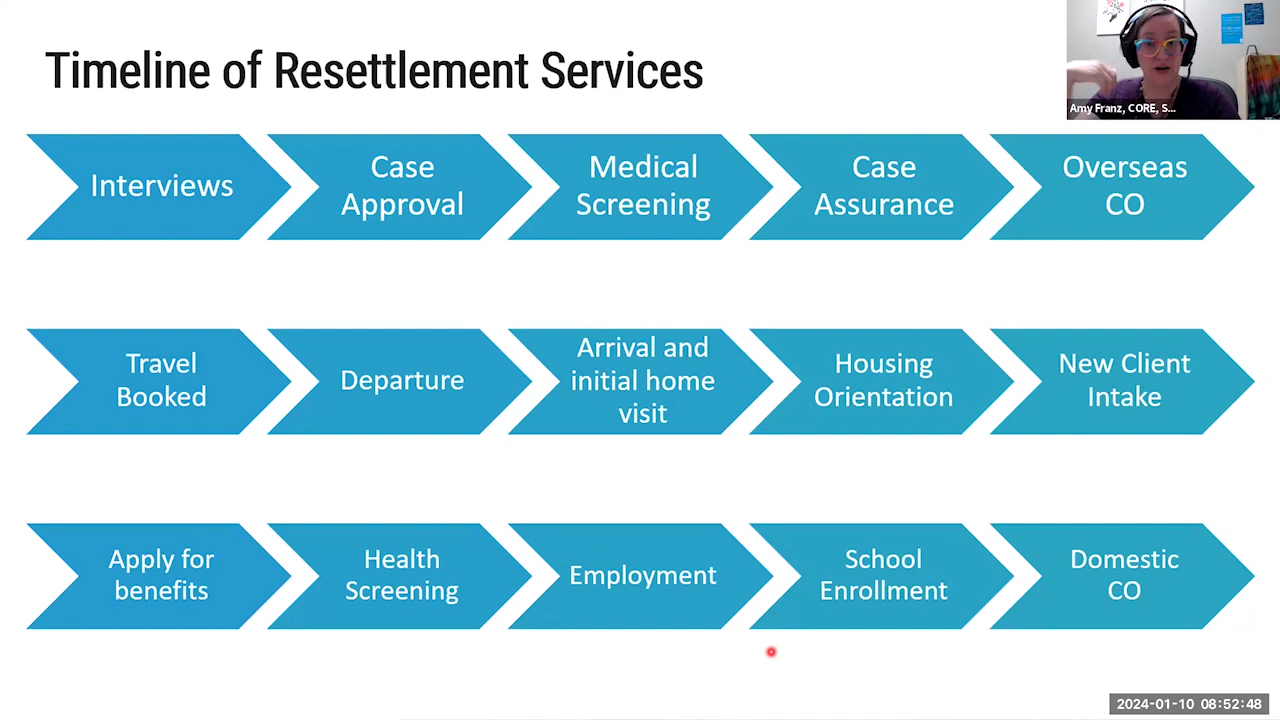 Timeline of Resettlement Services
Amy Franz, CORE, S...
Interviews
Case
Approval
Medical
Screening
Case
Assurance
Overseas
CO
Travel
Booked
Departure
Arrival and
initial home
visit
Housing
Orientation
New Client
Intake
Apply for
benefits
Health
Screening
Employment
School
Enrollment
Domestic
CO
2024-01-10 08:52:48